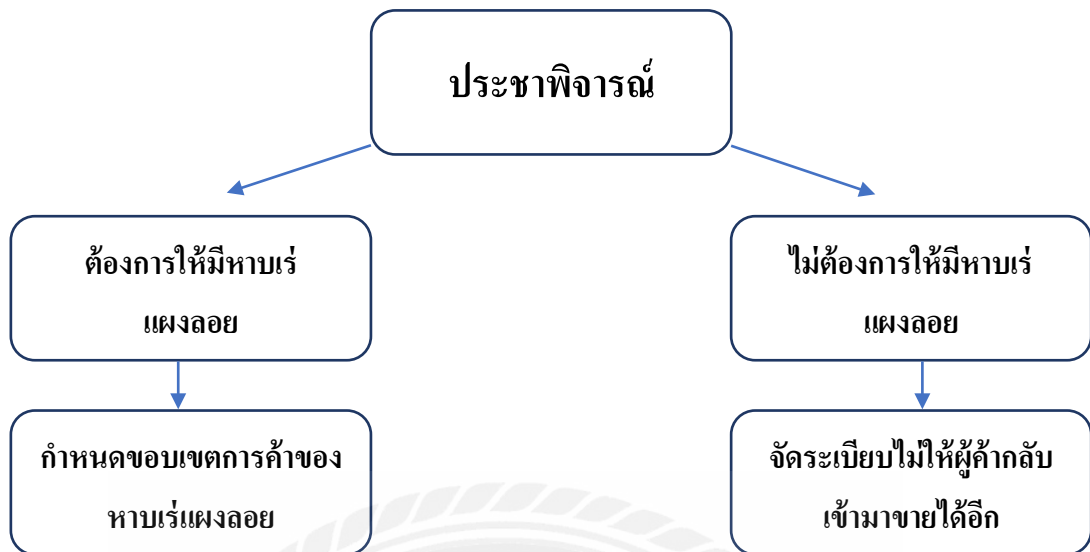 ประชาพิจารณ์
ต้องการให้มีหาบเร่
แผงลอย
ไม่ต้องการให้มีหาบเร่
แผงลอย
กำหนดขอบเขตการค้าของ
หาบเร่แผงลอย
จัดระเบียบไม่ให้ผู้ค้ากลับ
เข้ามาขายได้อีก